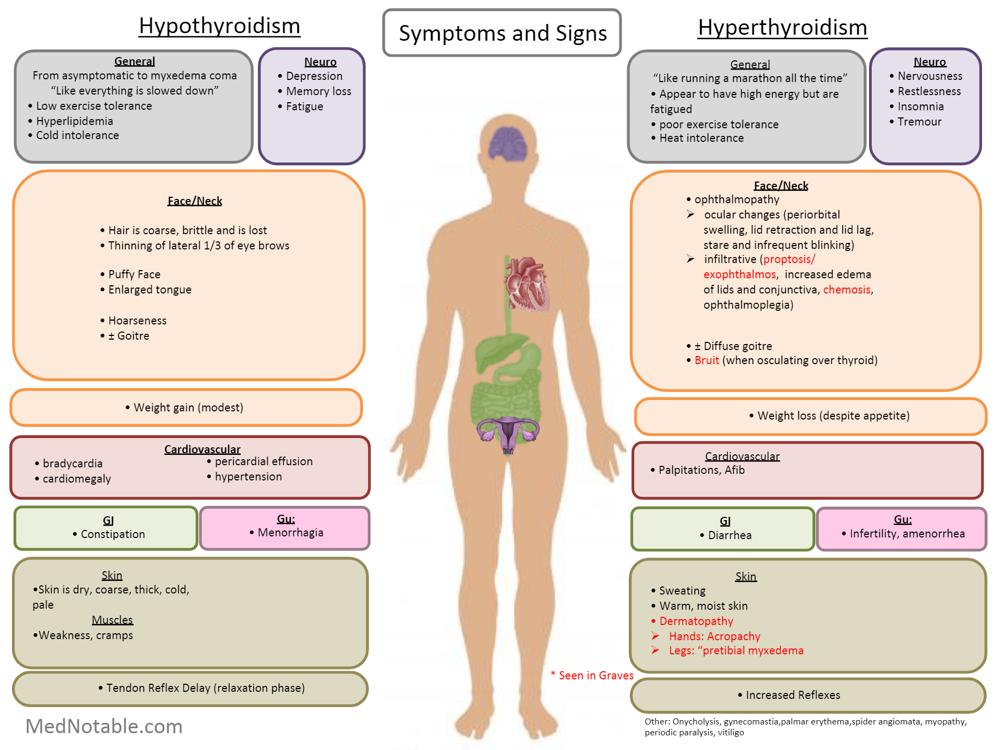 Hypothyroidism
Symptoms and Signs
Hyperthyroidism
General
From asymptomatic to myxedema coma
“Like everything is slowed down”
• Low exercise tolerance
• Hyperlipidemia
• Cold intolerance
Neuro
• Depression
• Memory loss
• Fatigue
Face/Neck
• Hair is coarse, brittle and is lost
• Thinning of lateral 1/3 of eye brows
• Puffy Face
• Enlarged tongue
• Hoarseness
• ± Goitre
• Weight gain (modest)
Cardiovascular
• bradycardia
• cardiomegaly
• pericardial effusion
• hypertension
GI
• Constipation
Gu:
• Menorrhagia
Skin
•Skin is dry, coarse, thick, cold,
pale
Muscles
•Weakness, cramps
• Tendon Reflex Delay (relaxation phase)
MedNotable.com
General
“Like running a marathon all the time”
• Appear to have high energy but are
fatigued
• poor exercise tolerance
• Heat intolerance
Neuro
• Nervousness
• Restlessness
• Insomnia
• Tremour
Face/Neck
• ophthalmopathy
➢ ocular changes (periorbital
swelling, lid retraction and lid lag,
stare and infrequent blinking)
➢ infiltrative (proptosis/
exophthalmos, increased edema
of lids and conjunctiva, chemosis,
ophthalmoplegia)
• ± Diffuse goitre
• Bruit (when osculating over thyroid)
• Weight loss (despite appetite)
Cardiovascular
• Palpitations, Afib
GI
• Diarrhea
Gu:
• Infertility, amenorrhea
Skin
• Sweating
• Warm, moist skin
• Dermatopathy
➢ Hands: Acropachy
➢ Legs: “pretibial myxedema
* Seen in Graves
• Increased Reflexes
Other: Onycholysis, gynecomastia,palmar erythema,spider angiomata, myopathy,
periodic paralysis, vitiligo